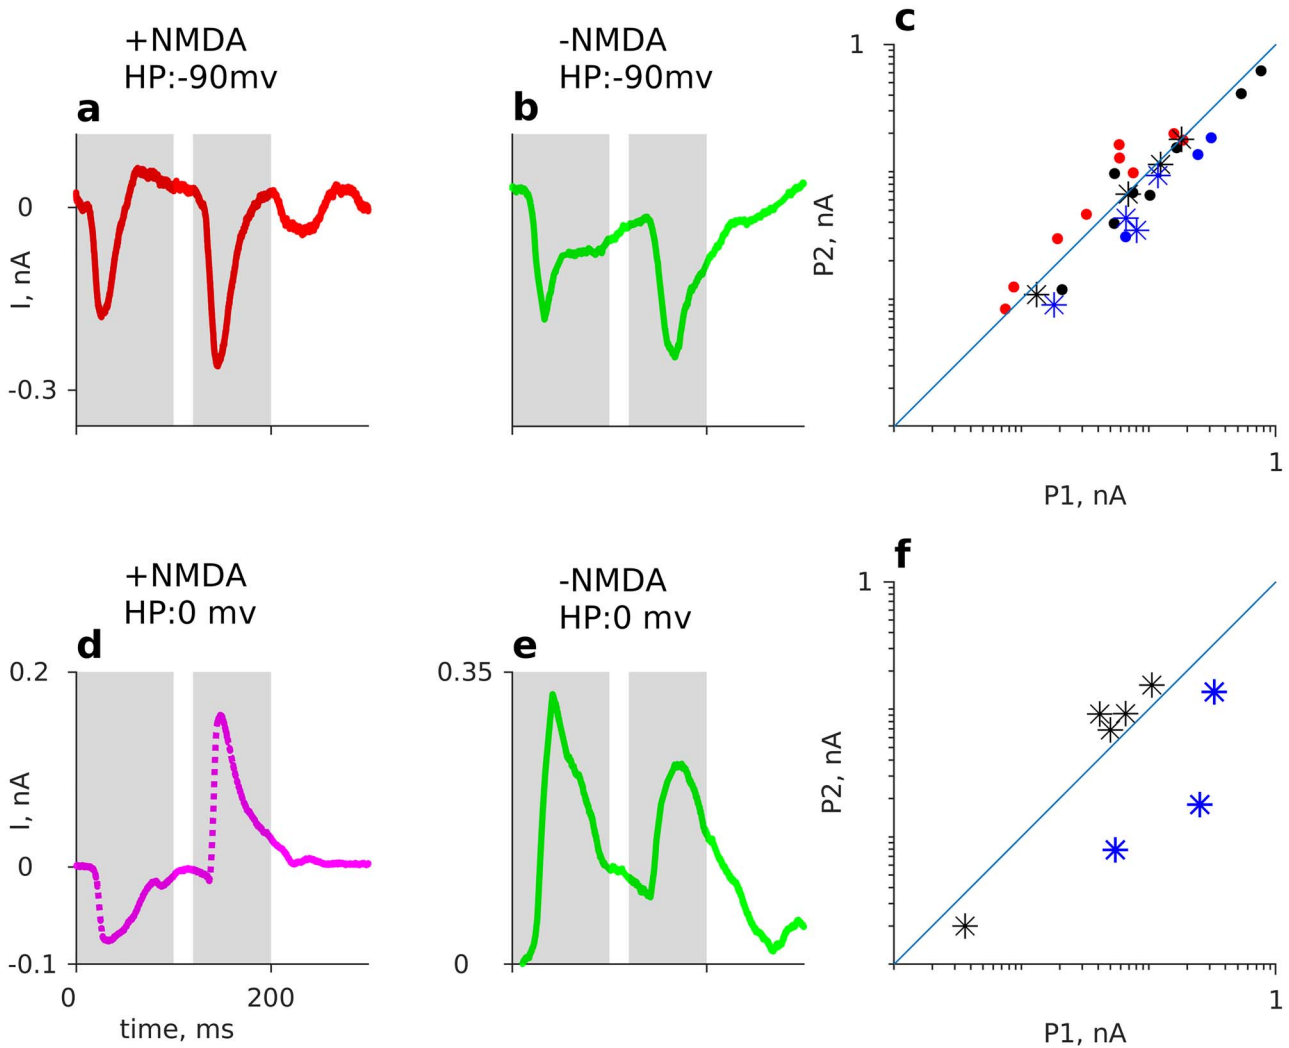 +NMDA
HP:-90mv
a
0
-0.3
I, nA
-NMDA
HP:-90mv
b
c
1
P2, nA
1
P1, nA
+NMDA
HP:0 mv
d
0.2
0
-0.1
I, nA
0
200
time, ms
-NMDA
HP:0 mv
e
0.35
0
f
1
P2, nA
1
P1, nA